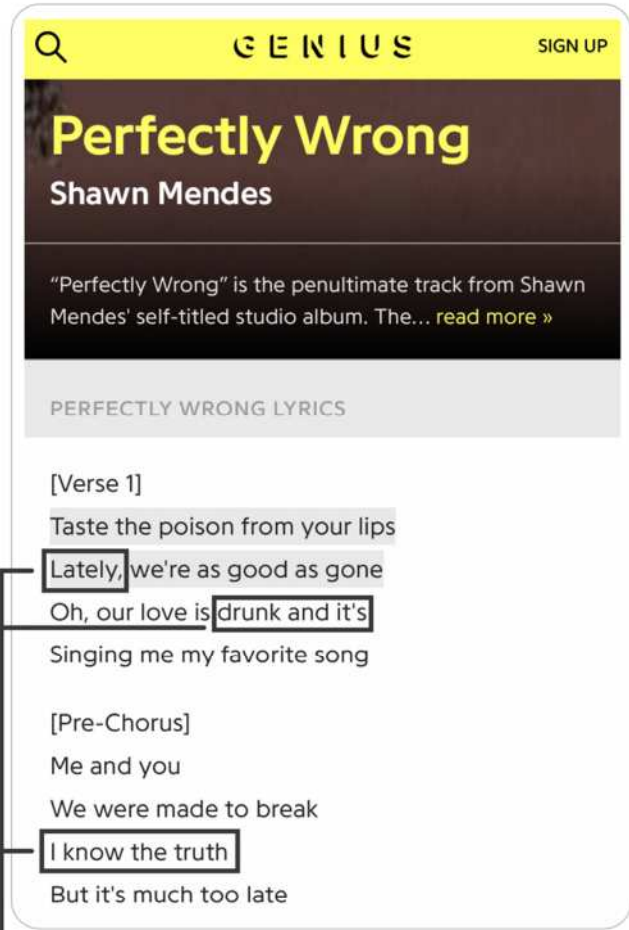 GENIUS
SIGN UP
Perfectly Wrong
Shawn Mendes
“Perfectly Wrong” is the penultimate track from Shawn
Mendes' self-titled studio album. The... read more »
PERFECTLY WRONG LYRICS
[Verse 1]
Taste the poison from your lips
Lately, we're as good as gone
Oh, our love is drunk and it's
Singing me my favorite song
[Pre-Chorus]
Me and you
We were made to break
I know the truth
But it's much too late